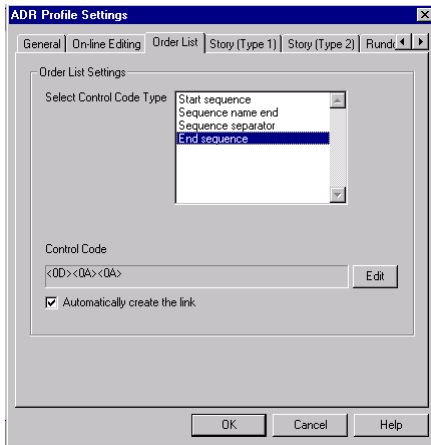 ADR Profile Settings
General On-line Editing Order List Story (Type 1) Story (Type 2)
Order List Settings
Select Control Code Type
Start sequence
Sequence name end
Sequence separator
End sequence
Control Code
<0D><0A><0A>
Edit
Automatically create the link
OK Cancel Help